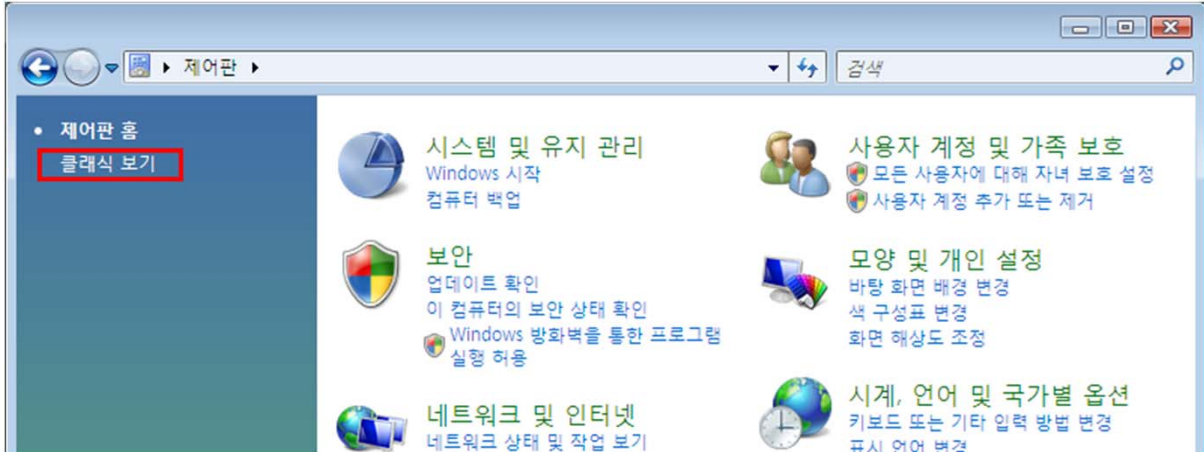 제어판
검색
제어판 홈
클래식 보기
시스템 및 유지 관리
Windows 시작
컴퓨터 백업
보안
업데이트 확인
이 컴퓨터의 보안 상태 확인
Windows 방화벽을 통한 프로그램
실행 허용
네트워크 및 인터넷
네트워크 상태 및 작업 보기
사용자 계정 및 가족 보호
모든 사용자에 대해 자녀 보호 설정
사용자 계정 추가 또는 제거
모양 및 개인 설정
바탕 화면 배경 변경
색 구성표 변경
화면 해상도 조정
시계, 언어 및 국가별 옵션
키보드 또는 기타 입력 방법 변경
표시 언어 변경